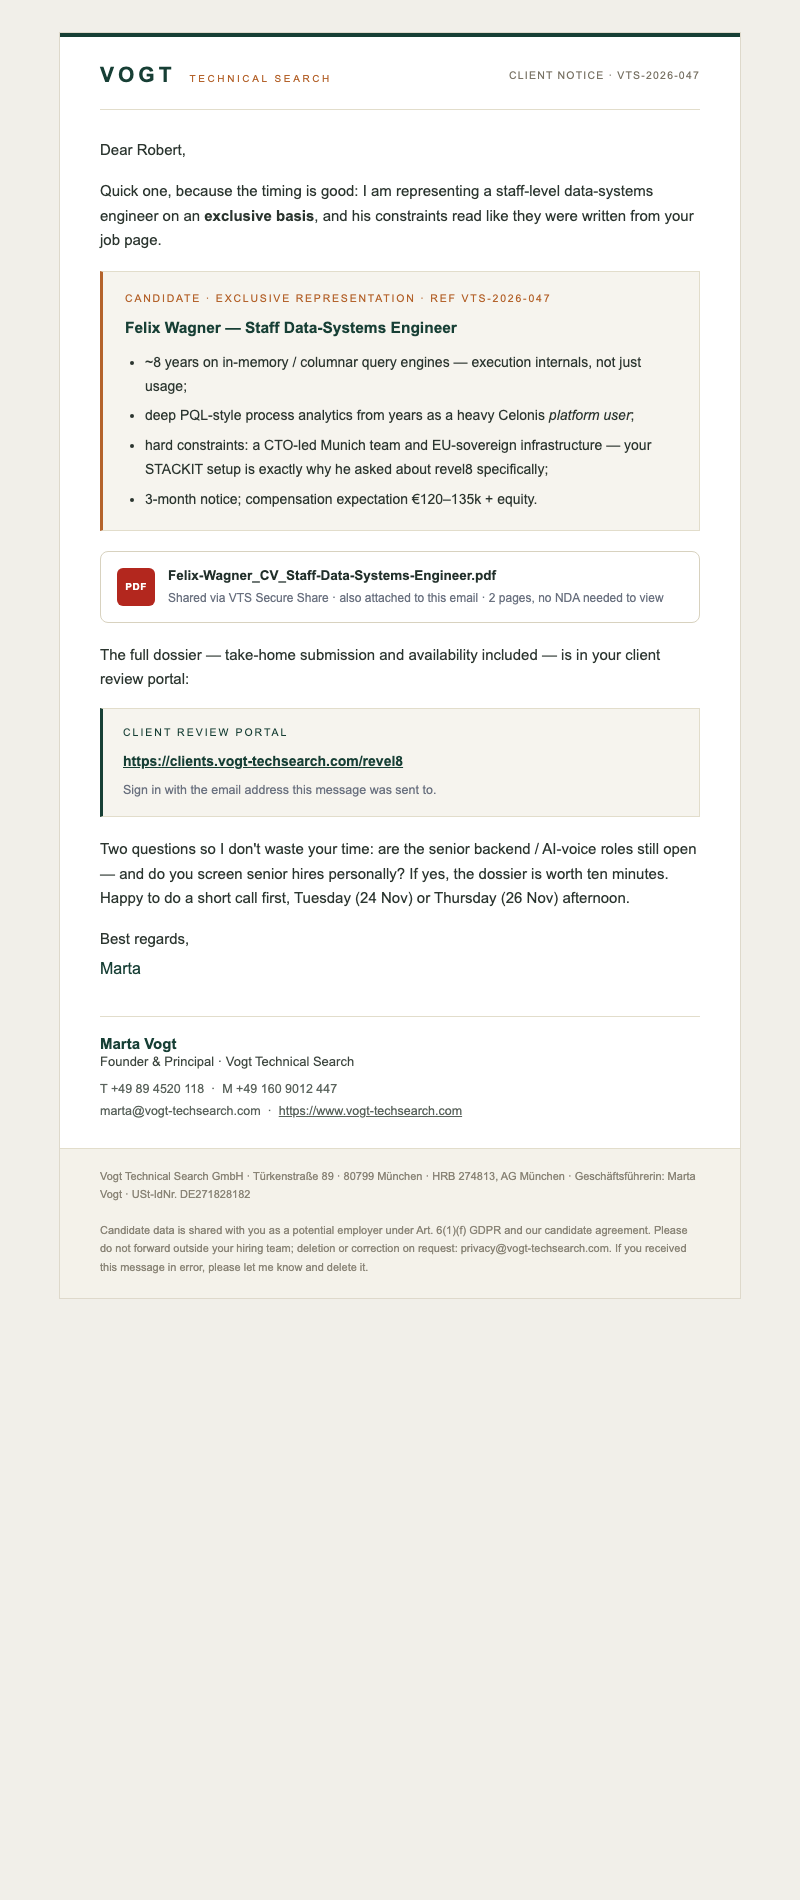 VOGT TECHNICAL SEARCH
CLIENT NOTICE · VTS-2026-047
Dear Robert,
Quick one, because the timing is good: I am representing a staff-level data-systems
engineer on an exclusive basis, and his constraints read like they were written from your
job page.
CANDIDATE · EXCLUSIVE REPRESENTATION · REF VTS-2026-047
Felix Wagner — Staff Data-Systems Engineer
• ~8 years on in-memory / columnar query engines — execution internals, not just
usage;
• deep PQL-style process analytics from years as a heavy Celonis platform user;
• hard constraints: a CTO-led Munich team and EU-sovereign infrastructure — your
STACKIT setup is exactly why he asked about revel8 specifically;
• 3-month notice; compensation expectation €120–135k + equity.
PDF
Felix-Wagner_CV_Staff-Data-Systems-Engineer.pdf
Shared via VTS Secure Share · also attached to this email · 2 pages, no NDA needed to view
The full dossier — take-home submission and availability included — is in your client
review portal:
CLIENT REVIEW PORTAL
https://clients.vogt-techsearch.com/revel8
Sign in with the email address this message was sent to.
Two questions so I don't waste your time: are the senior backend / AI-voice roles still open
— and do you screen senior hires personally? If yes, the dossier is worth ten minutes.
Happy to do a short call first, Tuesday (24 Nov) or Thursday (26 Nov) afternoon.
Best regards,
Marta
Marta Vogt
Founder & Principal · Vogt Technical Search
T +49 89 4520 118 · M +49 160 9012 447
marta@vogt-techsearch.com · https://www.vogt-techsearch.com
Vogt Technical Search GmbH · Türkenstraße 89 · 80799 München · HRB 274813, AG München · Geschäftsführerin: Marta
Vogt · USt-IdNr. DE271828182
Candidate data is shared with you as a potential employer under Art. 6(1)(f) GDPR and our candidate agreement. Please
do not forward outside your hiring team; deletion or correction on request: privacy@vogt-techsearch.com. If you received
this message in error, please let me know and delete it.